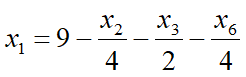 x₁ = 9 − x₂/4 − x₃/2 − x₆/4